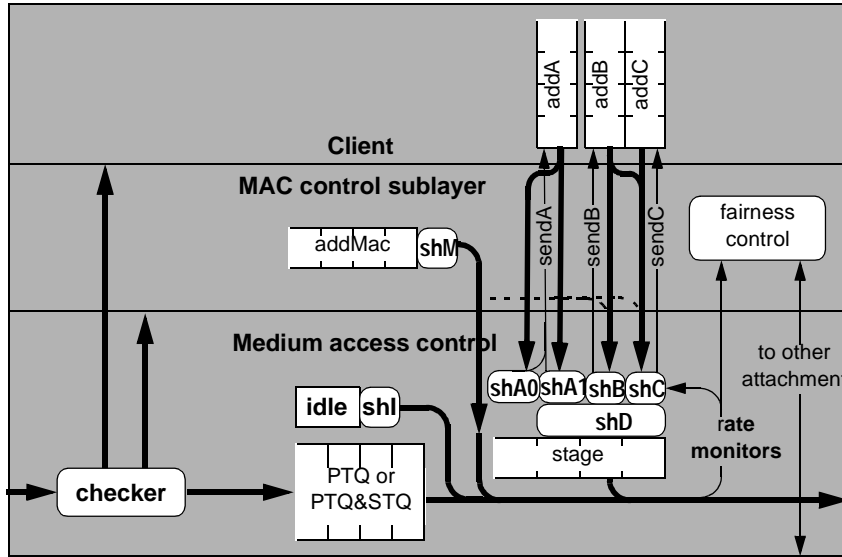 addA
addB
addC
Client
MAC control sublayer
sendA
sendB
sendC
fairness
control
addMac
shM
Medium access control
to other
attachment
shA0
shA1
shB
shC
idle
shI
shD
rate
monitors
stage
PTQ or
PTQ&STQ
checker